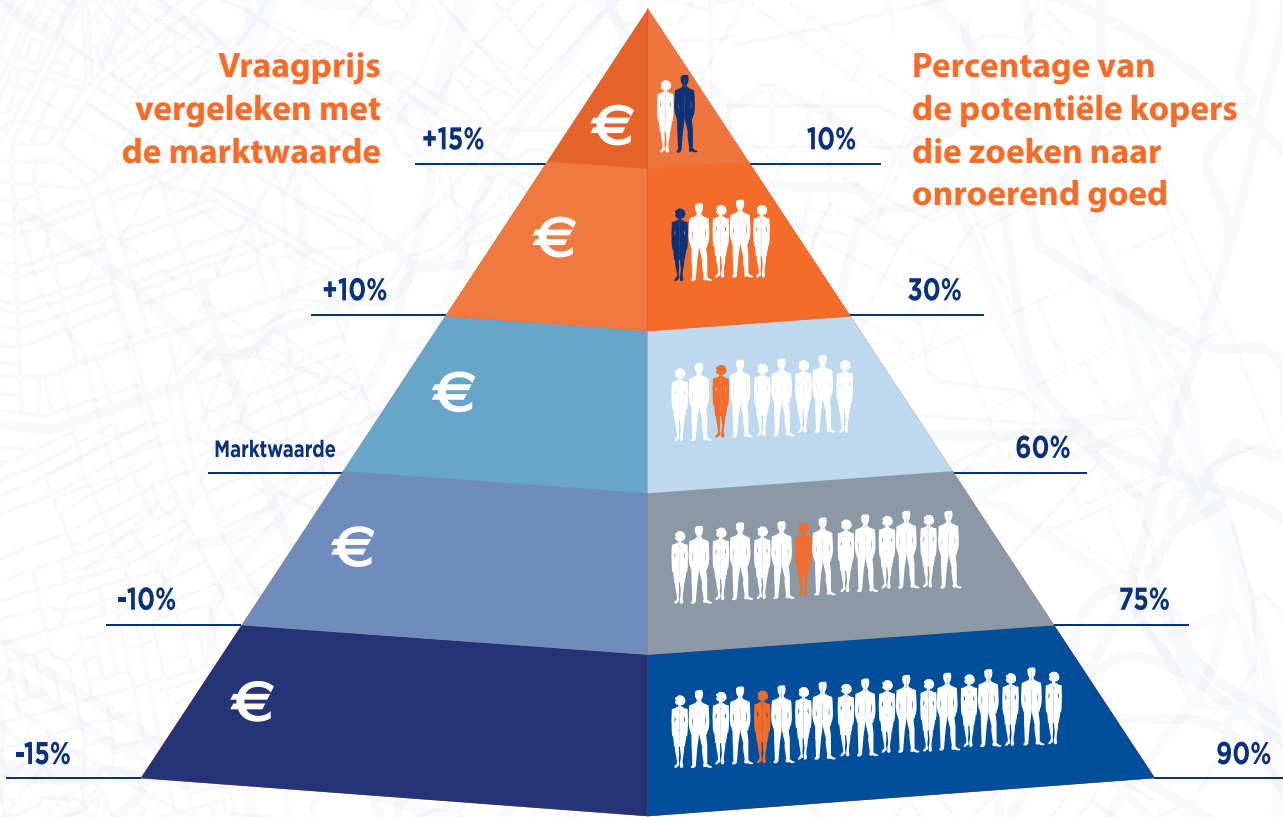 Vraagprijs
vergeleken met
de marktwaarde
Percentage van
de potentiële kopers
die zoeken naar
onroerend goed
+15%
€
10%
+10%
€
30%
Marktwaarde
€
60%
-10%
€
75%
-15%
€
90%